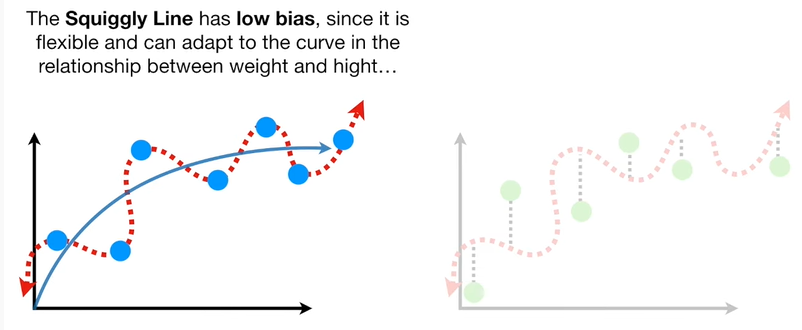 The Squiggly Line has low bias, since it is
flexible and can adapt to the curve in the
relationship between weight and hight…